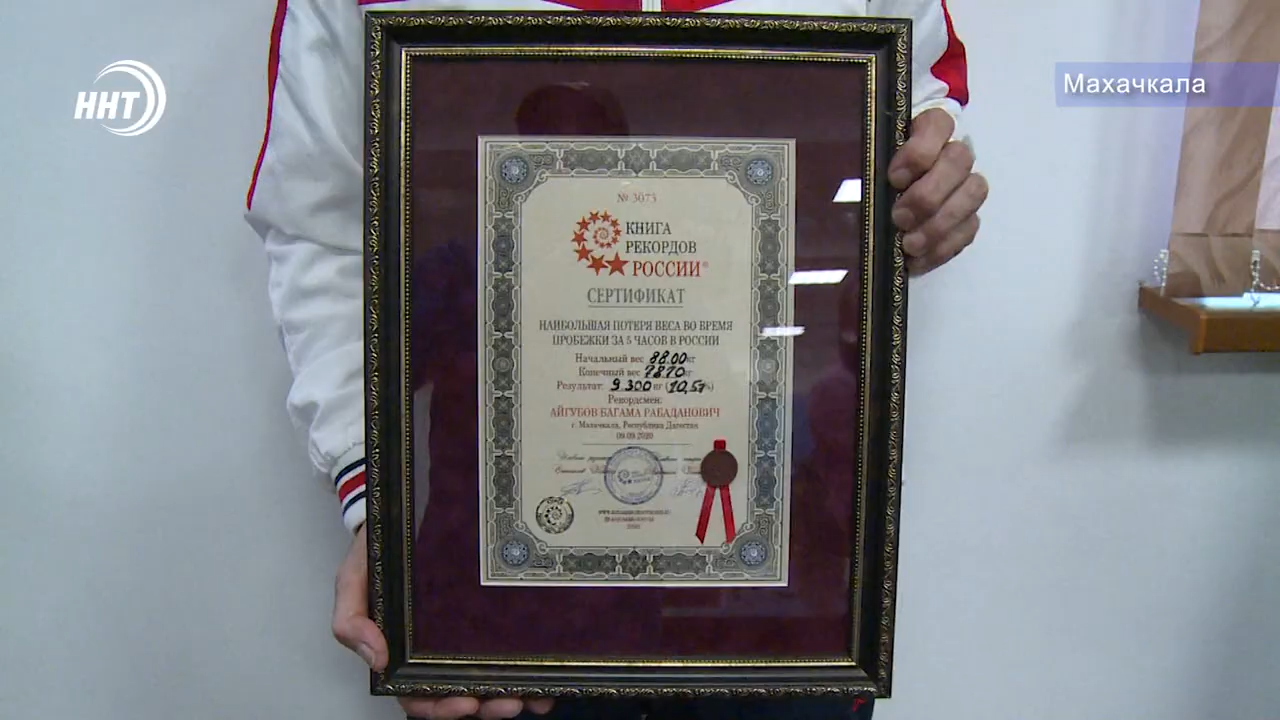 ННТ
Махачкала
№ 3073
КНИГА
РЕКОРДОВ
РОССИИ®
СЕРТИФИКАТ
НАИБОЛЬШАЯ ПОТЕРЯ ВЕСА ВО ВРЕМЯ
ПРОБЕЖКИ ЗА 5 ЧАСОВ В РОССИИ
Начальный вес 88.00 кг
Конечный вес 7870 кг
Результат: 9.300 кг (10,57%)
Рекордсмен:
АЙГУБОВ БАГАМА РАБАДАНОВИЧ
г. Махачкала, Республика Дагестан
09.09.2020